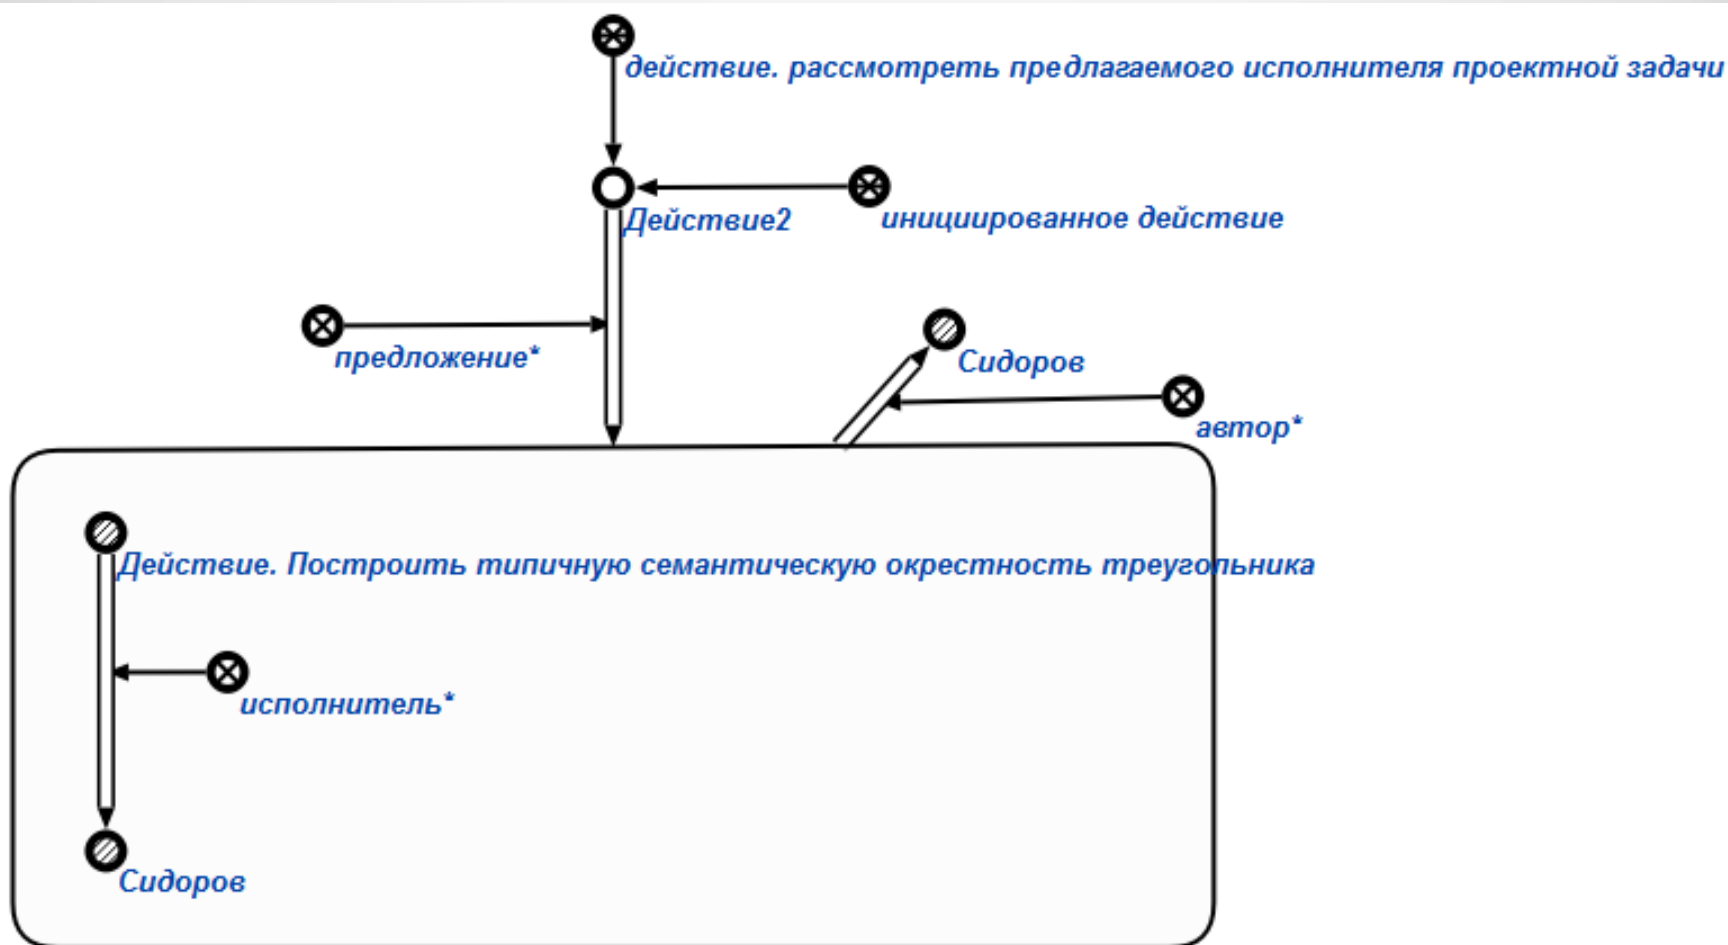 действие. рассмотреть предлагаемого исполнителя проектной задачи
Действие2
инициированное действие
предложение*
Сидоров
автор*
Действие. Построить типичную семантическую окрестность треугольника
исполнитель*
Сидоров